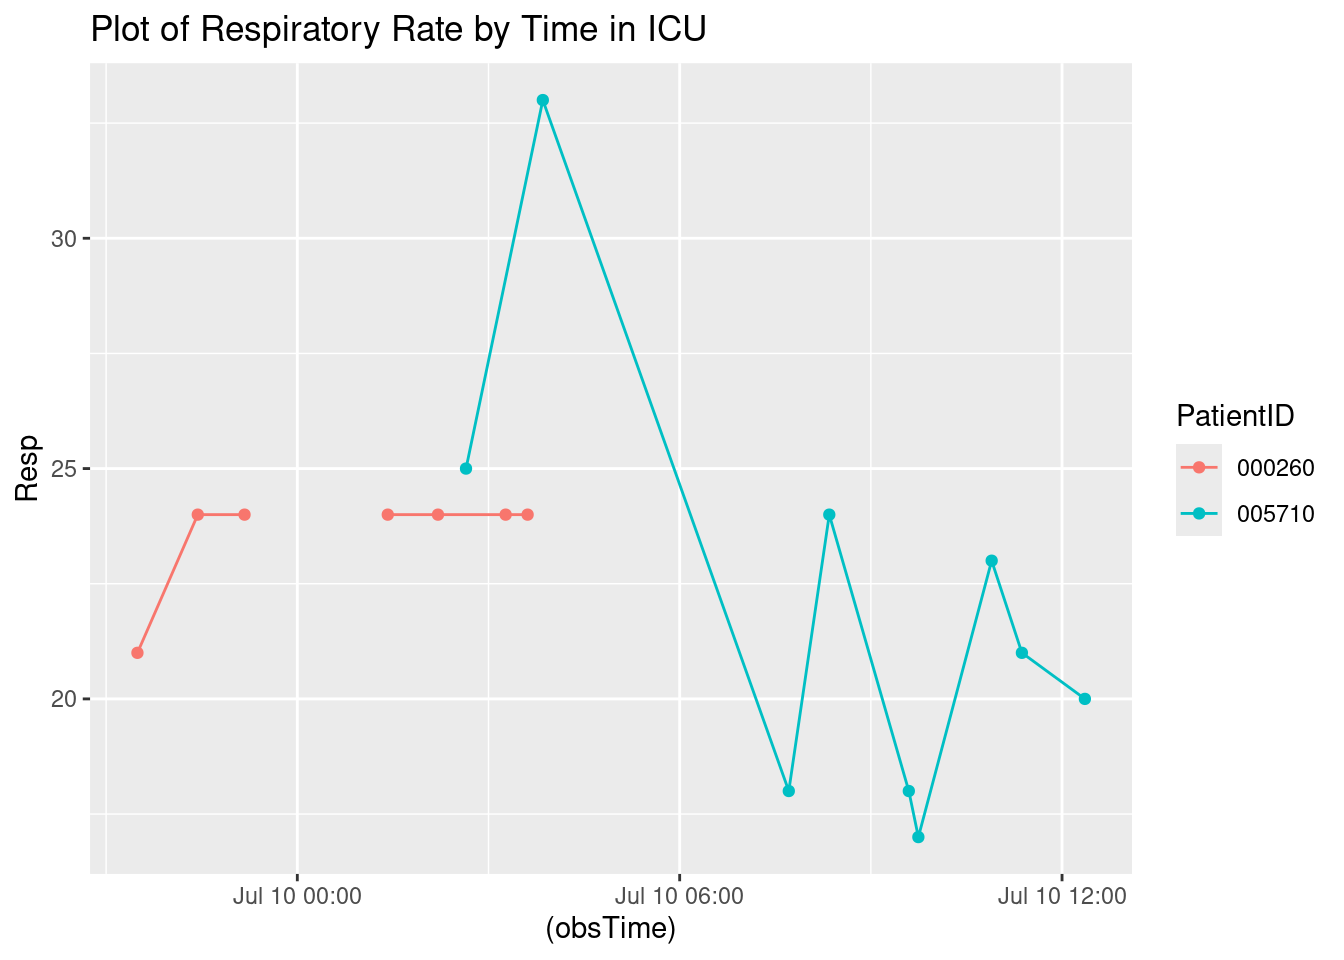 Plot of Respiratory Rate by Time in ICU
Resp
30
25
20
Jul 10 00:00
Jul 10 06:00
Jul 10 12:00
(obsTime)
PatientID
000260
005710